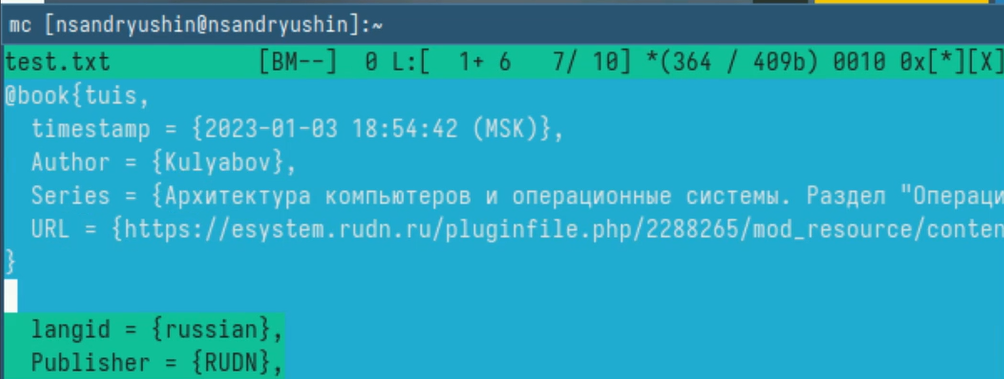 mc [nsandryushin@nsandryushin]:~
test.txt [BM--] 0 L:[ 1+ 6 7/ 10] *(364 / 409b) 0010 0x[*][X]
@book{tuis,
timestamp = {2023-01-03 18:54:42 (MSK)},
Author = {Kulyabov},
Series = {Архитектура компьютеров и операционные системы. Раздел "Операци
URL = {https://esystem.rudn.ru/pluginfile.php/2288265/mod_resource/conten
}
langid = {russian},
Publisher = {RUDN},